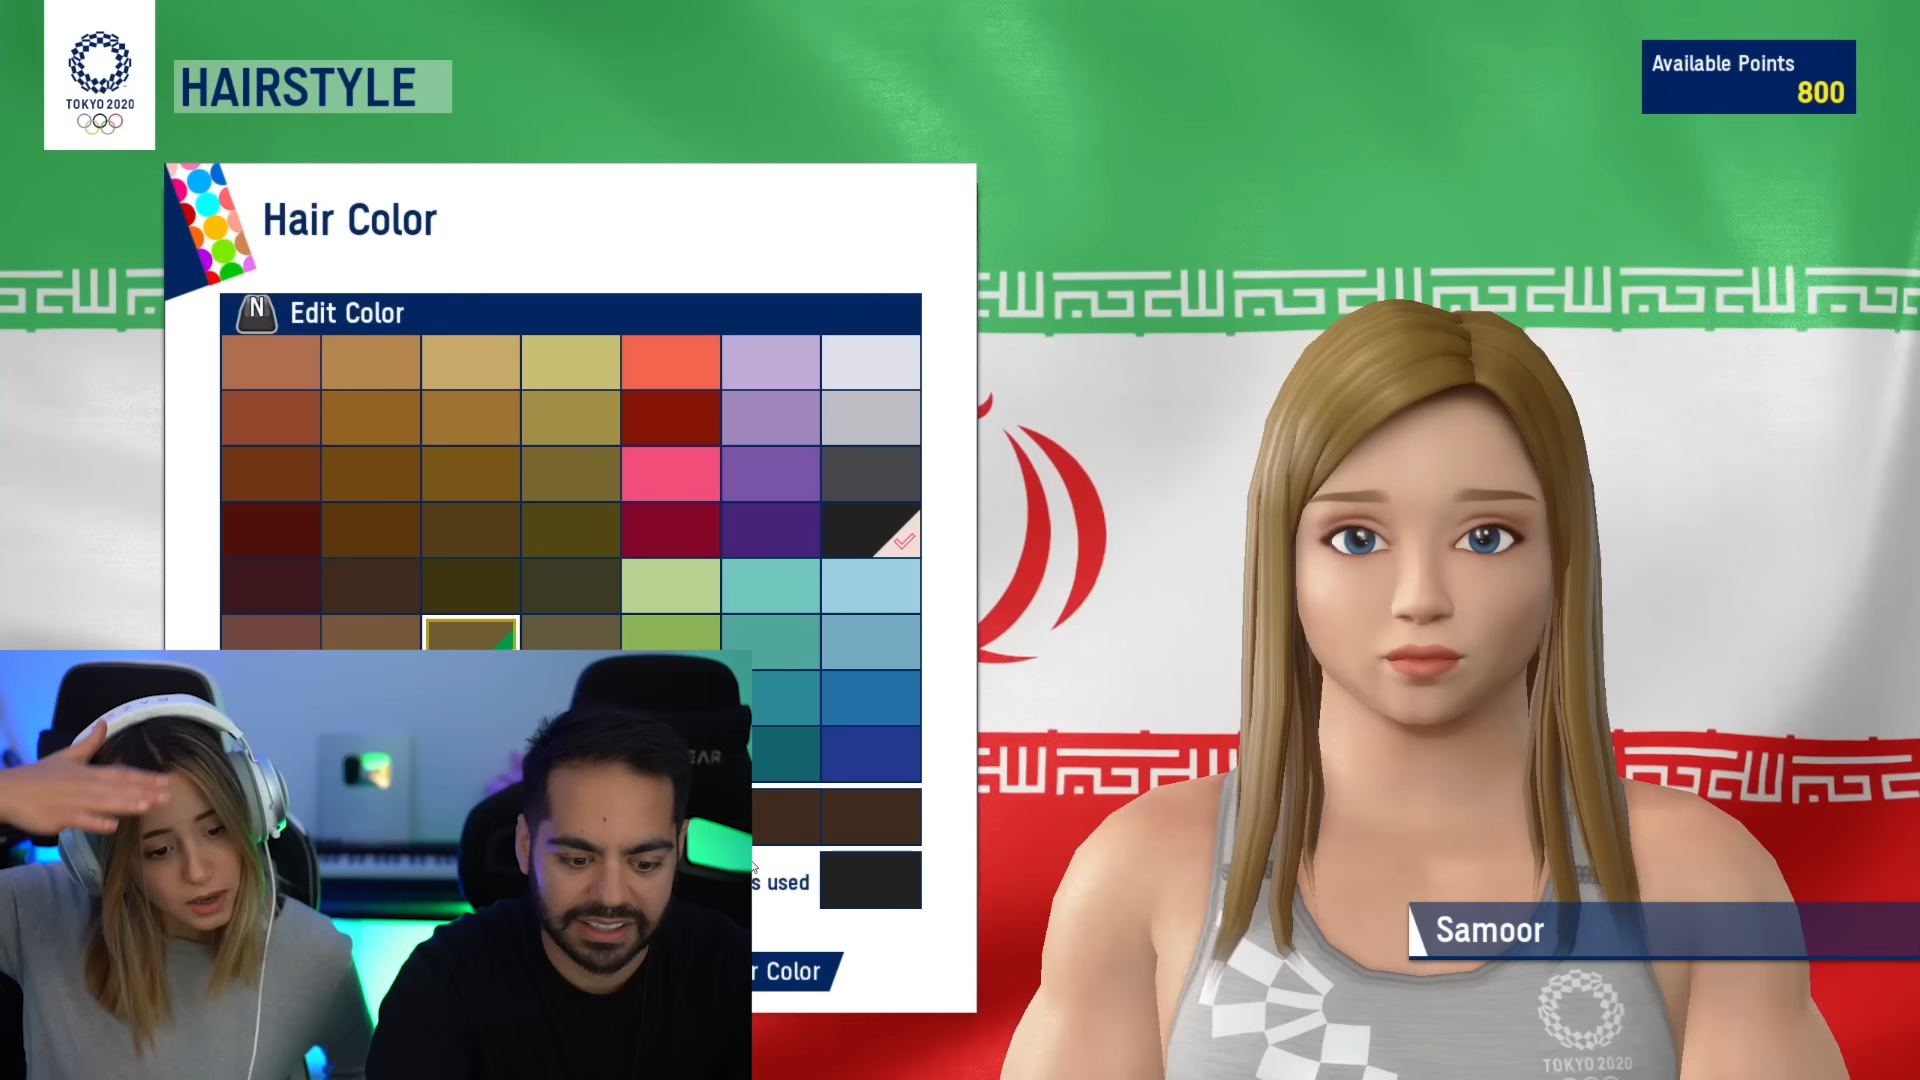 TOKYO 2020
HAIRSTYLE
Available Points
800
Hair Color
N Edit Color
s used
r Color
Samoor
TOKYO 2020